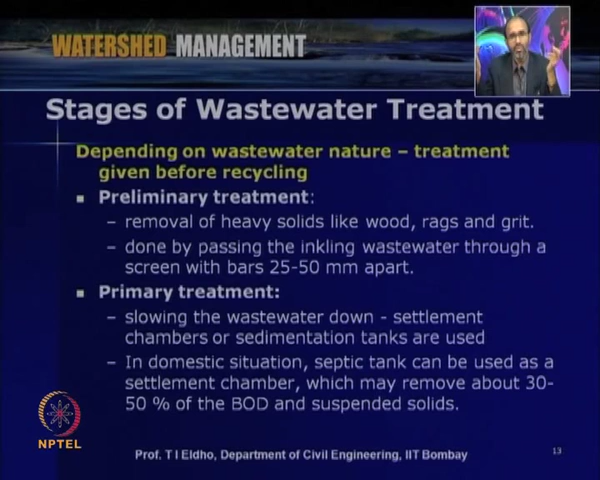 WATERSHED MANAGEMENT
Stages of Wastewater Treatment
Depending on wastewater nature – treatment
given before recycling
▪ Preliminary treatment:
– removal of heavy solids like wood, rags and grit.
– done by passing the inkling wastewater through a
screen with bars 25-50 mm apart.
▪ Primary treatment:
– slowing the wastewater down - settlement
chambers or sedimentation tanks are used
– In domestic situation, septic tank can be used as a
settlement chamber, which may remove about 30-
50 % of the BOD and suspended solids.
NPTEL
Prof. T I Eldho, Department of Civil Engineering, IIT Bombay
13